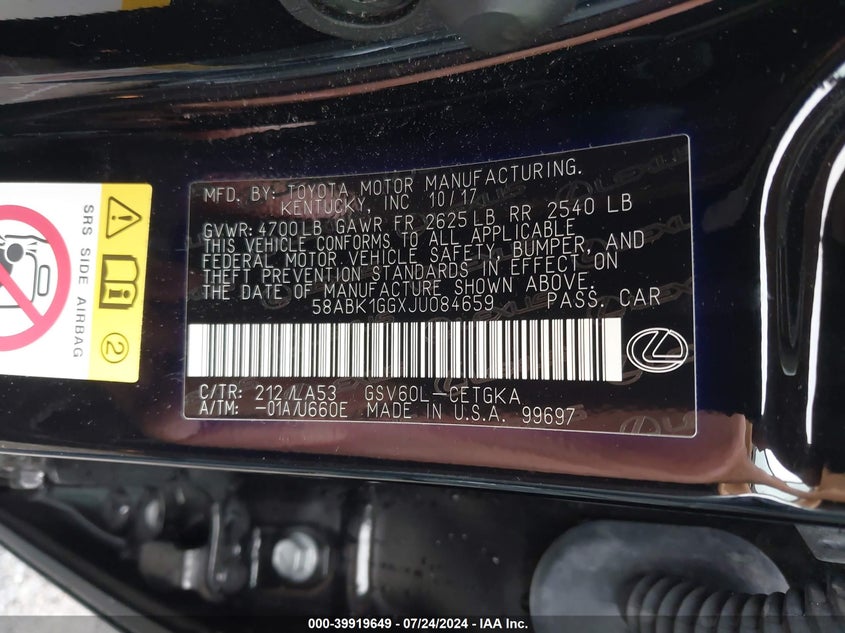 MFD. BY: TOYOTA MOTOR MANUFACTURING.
KENTUCKY, INC 10/17
GVWR: 4700LB GAWR FR 2625LB RR 2540 LB
THIS VEHICLE CONFORMS TO ALL APPLICABLE
FEDERAL MOTOR VEHICLE SAFETY, BUMPER, AND
THEFT PREVENTION STANDARDS IN EFFECT ON
THE DATE OF MANUFACTURE SHOWN ABOVE.
58ABK1GGXJU084659 PASS. CAR
C/TR: 212/LA53 GSV60L-CETGKA
A/TM: -01A/U660E MADE IN U.S.A. 99697
SRS SIDE AIRBAG
2
LEXUS
000-39919649 - 07/24/2024 - IAA Inc.